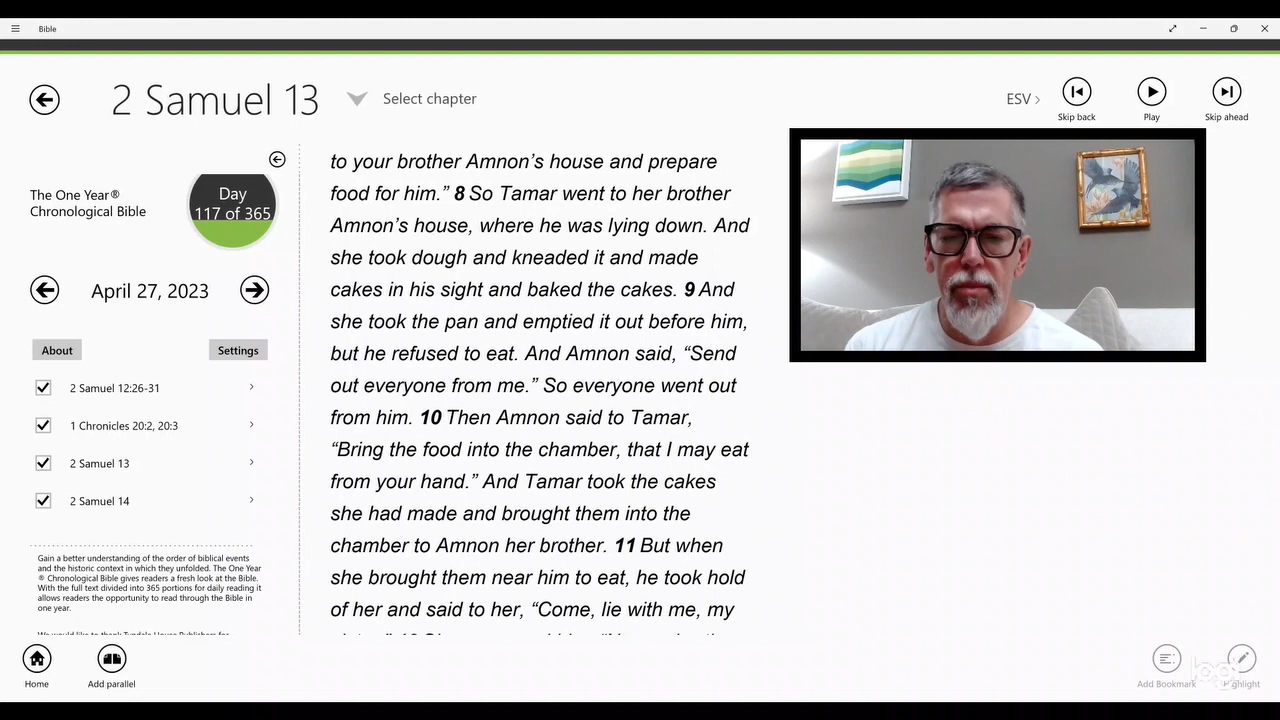 Bible
2 Samuel 13
Select chapter
ESV
Skip back
Play
Skip ahead
The One Year®
Chronological Bible
Day
117 of 365
April 27, 2023
About
Settings
2 Samuel 12:26-31
1 Chronicles 20:2, 20:3
2 Samuel 13
2 Samuel 14
Gain a better understanding of the order of biblical events
and the historic context in which they unfolded. The One Year
® Chronological Bible gives readers a fresh look at the Bible.
With the full text divided into 365 portions for daily reading it
allows readers the opportunity to read through the Bible in
one year.
We would like to thank Tyndale House Publishers for
to your brother Amnon’s house and prepare
food for him.” 8 So Tamar went to her brother
Amnon’s house, where he was lying down. And
she took dough and kneaded it and made
cakes in his sight and baked the cakes. 9 And
she took the pan and emptied it out before him,
but he refused to eat. And Amnon said, “Send
out everyone from me.” So everyone went out
from him. 10 Then Amnon said to Tamar,
“Bring the food into the chamber, that I may eat
from your hand.” And Tamar took the cakes
she had made and brought them into the
chamber to Amnon her brother. 11 But when
she brought them near him to eat, he took hold
of her and said to her, “Come, lie with me, my
Home
Add parallel
Add Bookmark
Highlight
logi